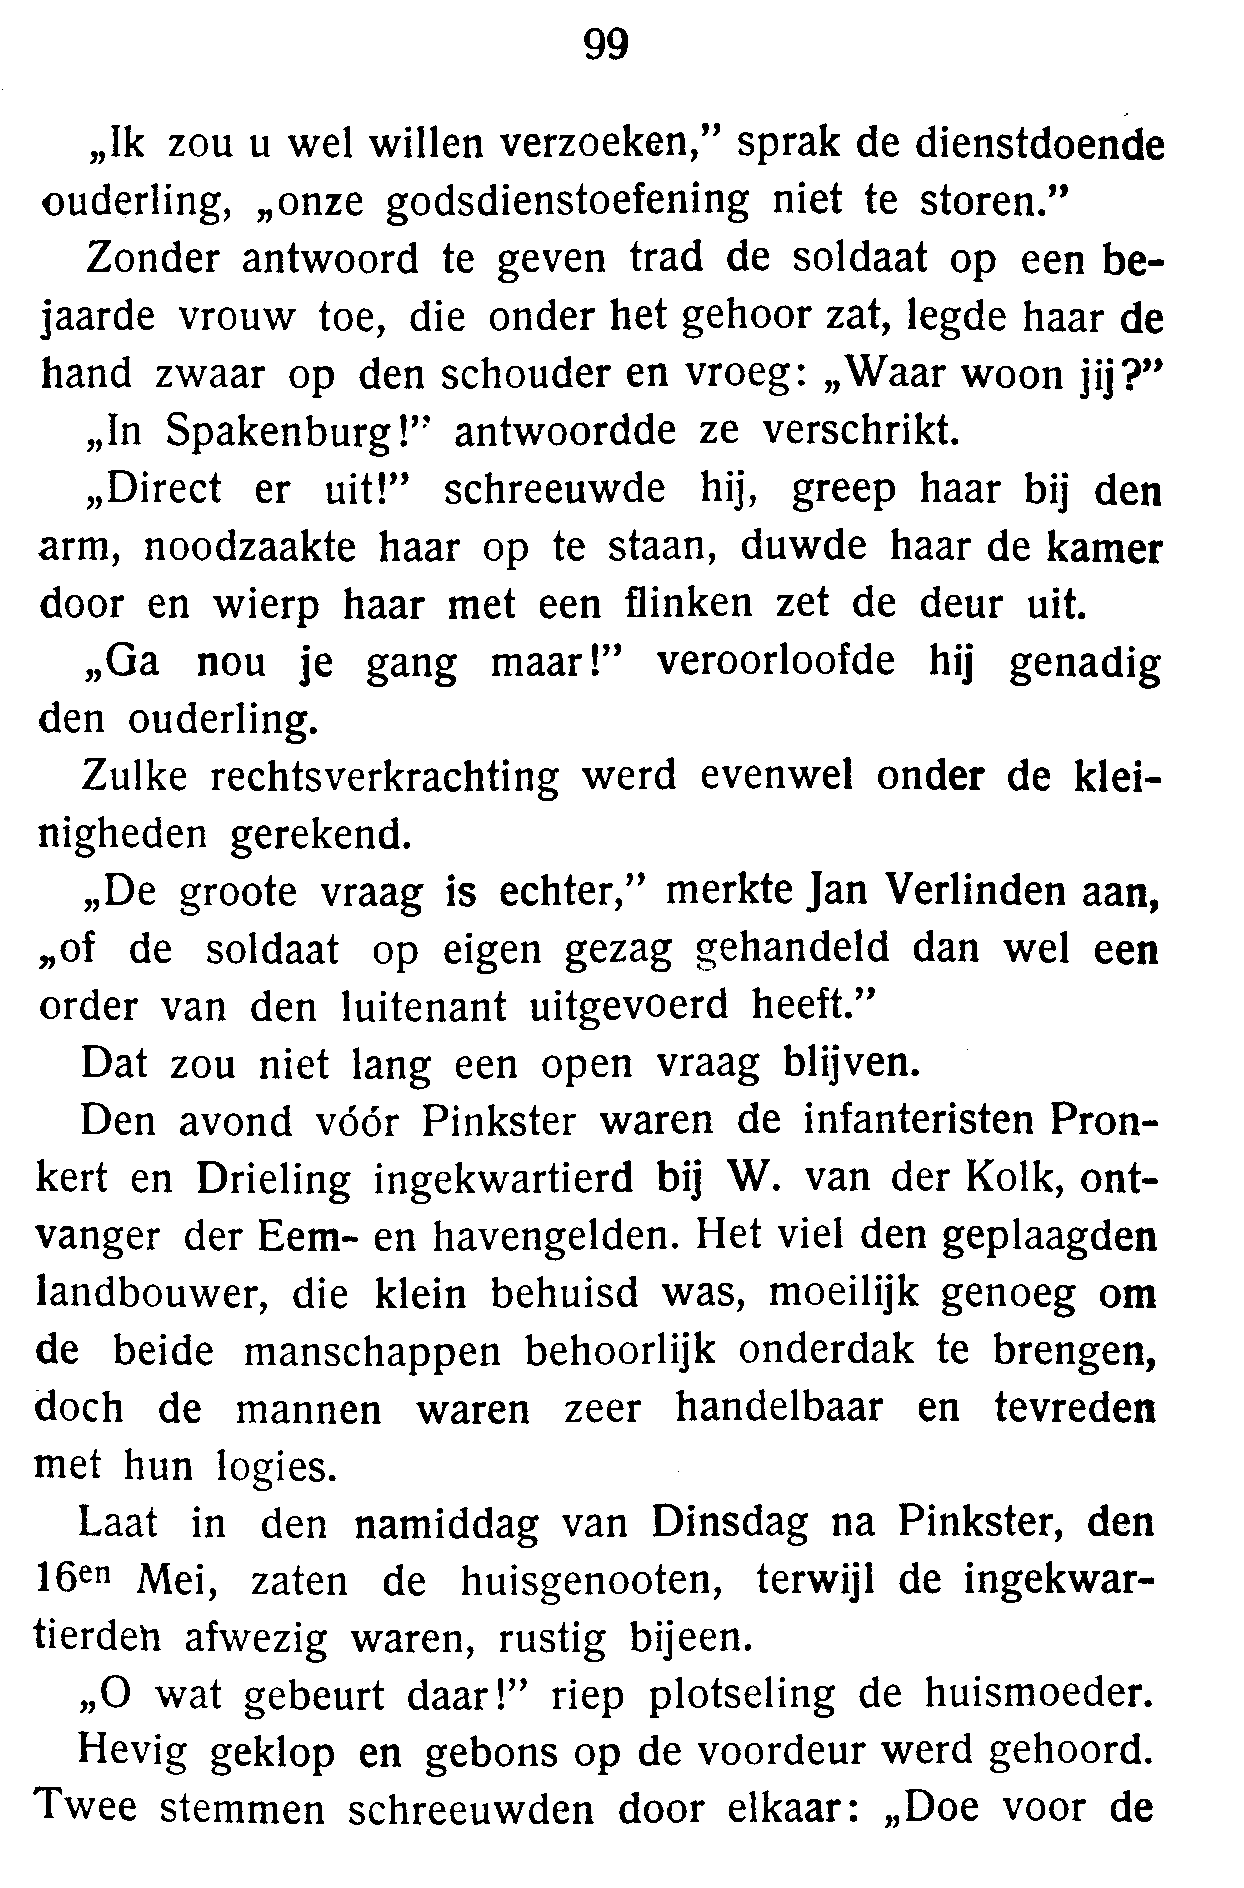 99
„Ik zou u wel willen verzoeken,” sprak de dienstdoende
ouderling, „onze godsdienstoefening niet te storen.”
Zonder antwoord te geven trad de soldaat op een be-
jaarde vrouw toe, die onder het gehoor zat, legde haar de
hand zwaar op den schouder en vroeg: „Waar woon jij?”
„In Spakenburg!” antwoordde ze verschrikt.
„Direct er uit!” schreeuwde hij, greep haar bij den
arm, noodzaakte haar op te staan, duwde haar de kamer
door en wierp haar met een flinken zet de deur uit.
„Ga nou je gang maar!” veroorloofde hij genadig
den ouderling.
Zulke rechtsverkrachting werd evenwel onder de klei-
nigheden gerekend.
„De groote vraag is echter,” merkte Jan Verlinden aan,
„of de soldaat op eigen gezag gehandeld dan wel een
order van den luitenant uitgevoerd heeft.”
Dat zou niet lang een open vraag blijven.
Den avond vóór Pinkster waren de infanteristen Pron-
kert en Drieling ingekwartierd bij W. van der Kolk, ont-
vanger der Eem- en havengelden. Het viel den geplaagden
landbouwer, die klein behuisd was, moeilijk genoeg om
de beide manschappen behoorlijk onderdak te brengen,
doch de mannen waren zeer handelbaar en tevreden
met hun logies.
Laat in den namiddag van Dinsdag na Pinkster, den
16en Mei, zaten de huisgenooten, terwijl de ingekwar-
tierden afwezig waren, rustig bijeen.
„O wat gebeurt daar!” riep plotseling de huismoeder.
Hevig geklop en gebons op de voordeur werd gehoord.
Twee stemmen schreeuwden door elkaar: „Doe voor de